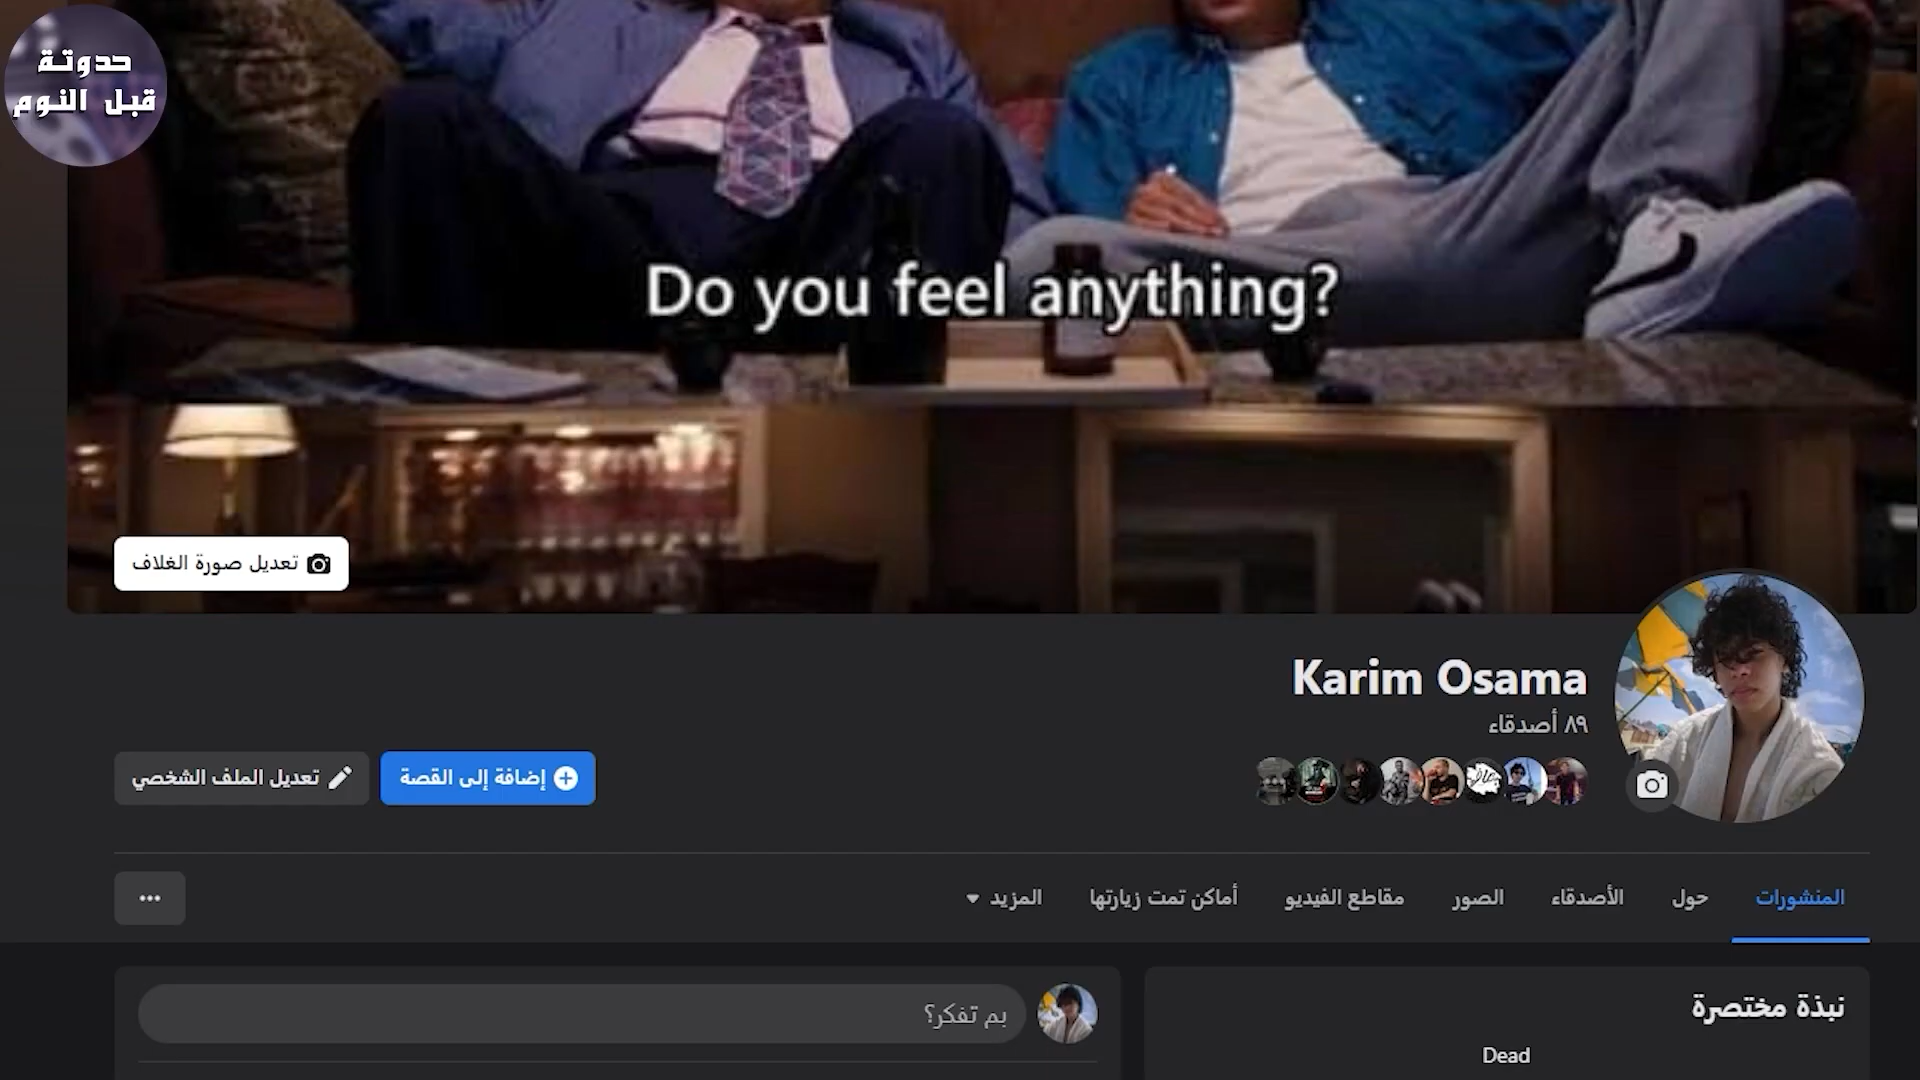 حدوتة
قبل النوم
Do you feel anything?
تعديل صورة الغلاف
Karim Osama
٨٩ أصدقاء
إضافة إلى القصة
تعديل الملف الشخصي
المنشورات
حول
الأصدقاء
الصور
مقاطع الفيديو
أماكن تمت زيارتها
المزيد
نبذة مختصرة
Dead
بم تفكر؟